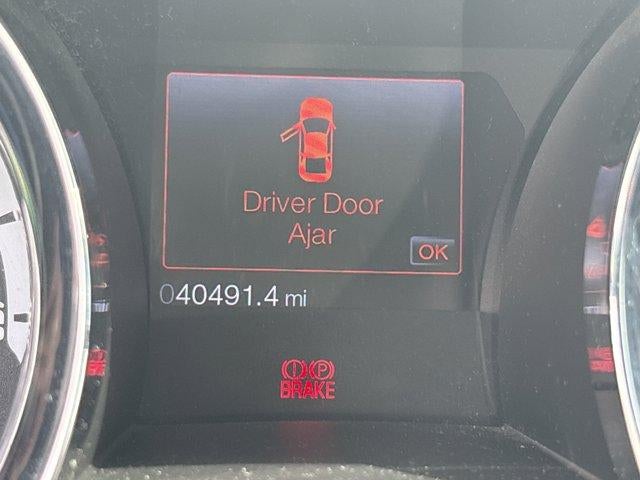 Driver Door
Ajar
OK
040491.4 mi
(!)(P)
BRAKE